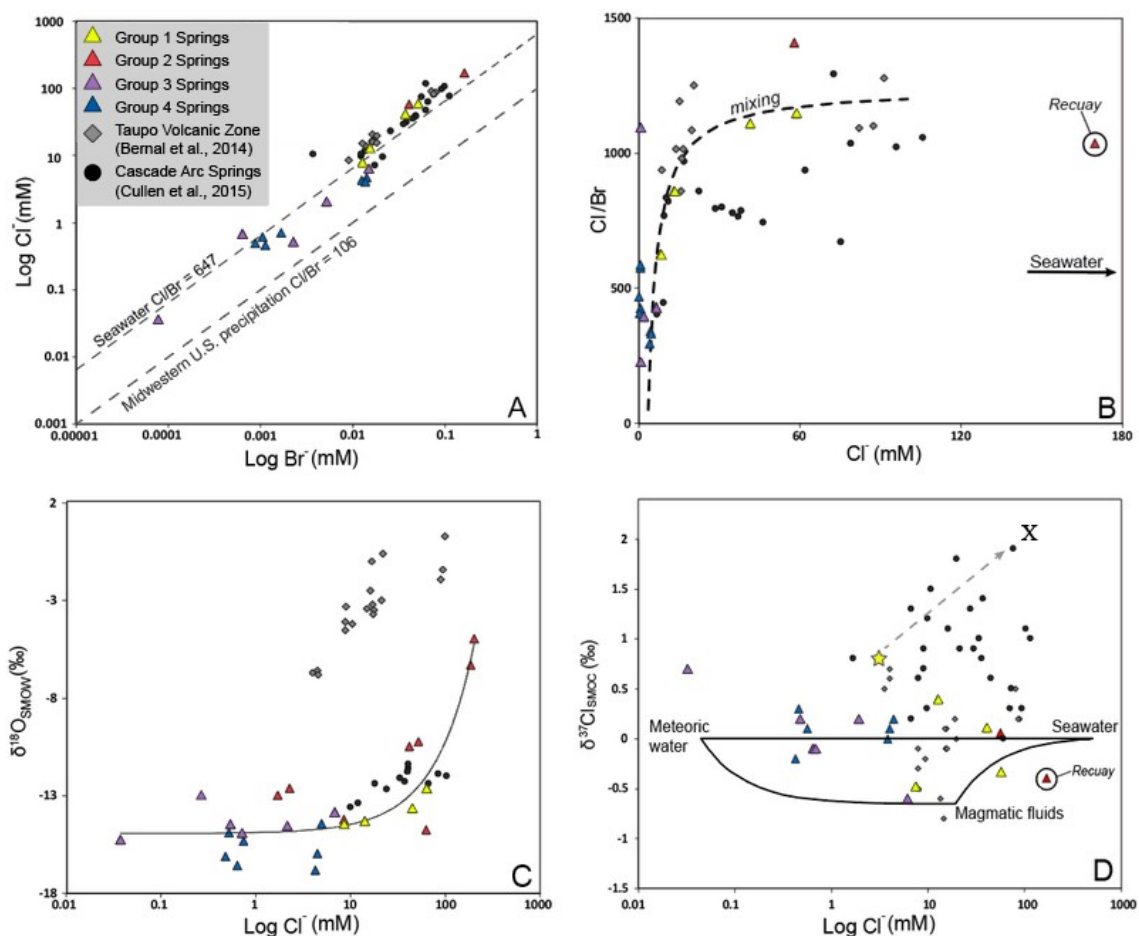 1000
100
10
1
0.1
0.01
0.001
0.00001
0.0001
0.001
0.01
0.1
1
Log Cl⁻ (mM)
Log Br⁻ (mM)
Group 1 Springs
Group 2 Springs
Group 3 Springs
Group 4 Springs
Taupo Volcanic Zone
(Bernal et al., 2014)
Cascade Arc Springs
(Cullen et al., 2015)
Seawater Cl/Br = 647
Midwestern U.S. precipitation Cl/Br = 106
A
1500
1000
500
0
0
60
120
180
Cl/Br
Cl⁻ (mM)
mixing
Recuay
Seawater
B
2
-3
-8
-13
-18
0.01
0.1
1
10
100
1000
δ¹⁸O SMOW (‰)
Log Cl⁻ (mM)
C
2
1.5
1
0.5
0
-0.5
-1
-1.5
0.01
0.1
1
10
100
1000
δ³⁷Cl SMOC (‰)
Log Cl⁻ (mM)
X
Meteoric
water
Seawater
Recuay
Magmatic fluids
D